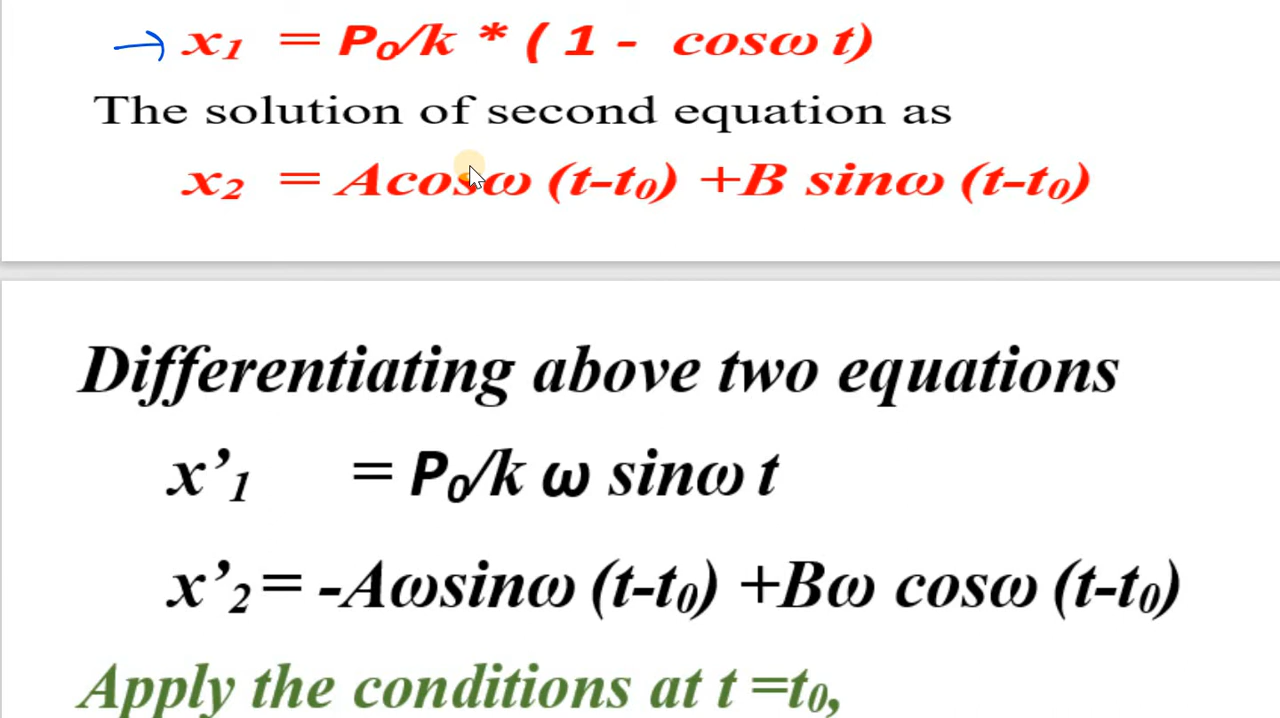 x₁ = P₀/k * ( 1 - cosω t)
The solution of second equation as
x₂ = Acosω (t-t₀) +B sinω (t-t₀)
Differentiating above two equations
x’₁ = P₀/k ω sinω t
x’₂ = -Aωsinω (t-t₀) +Bω cosω (t-t₀)
Apply the conditions at t =t₀,